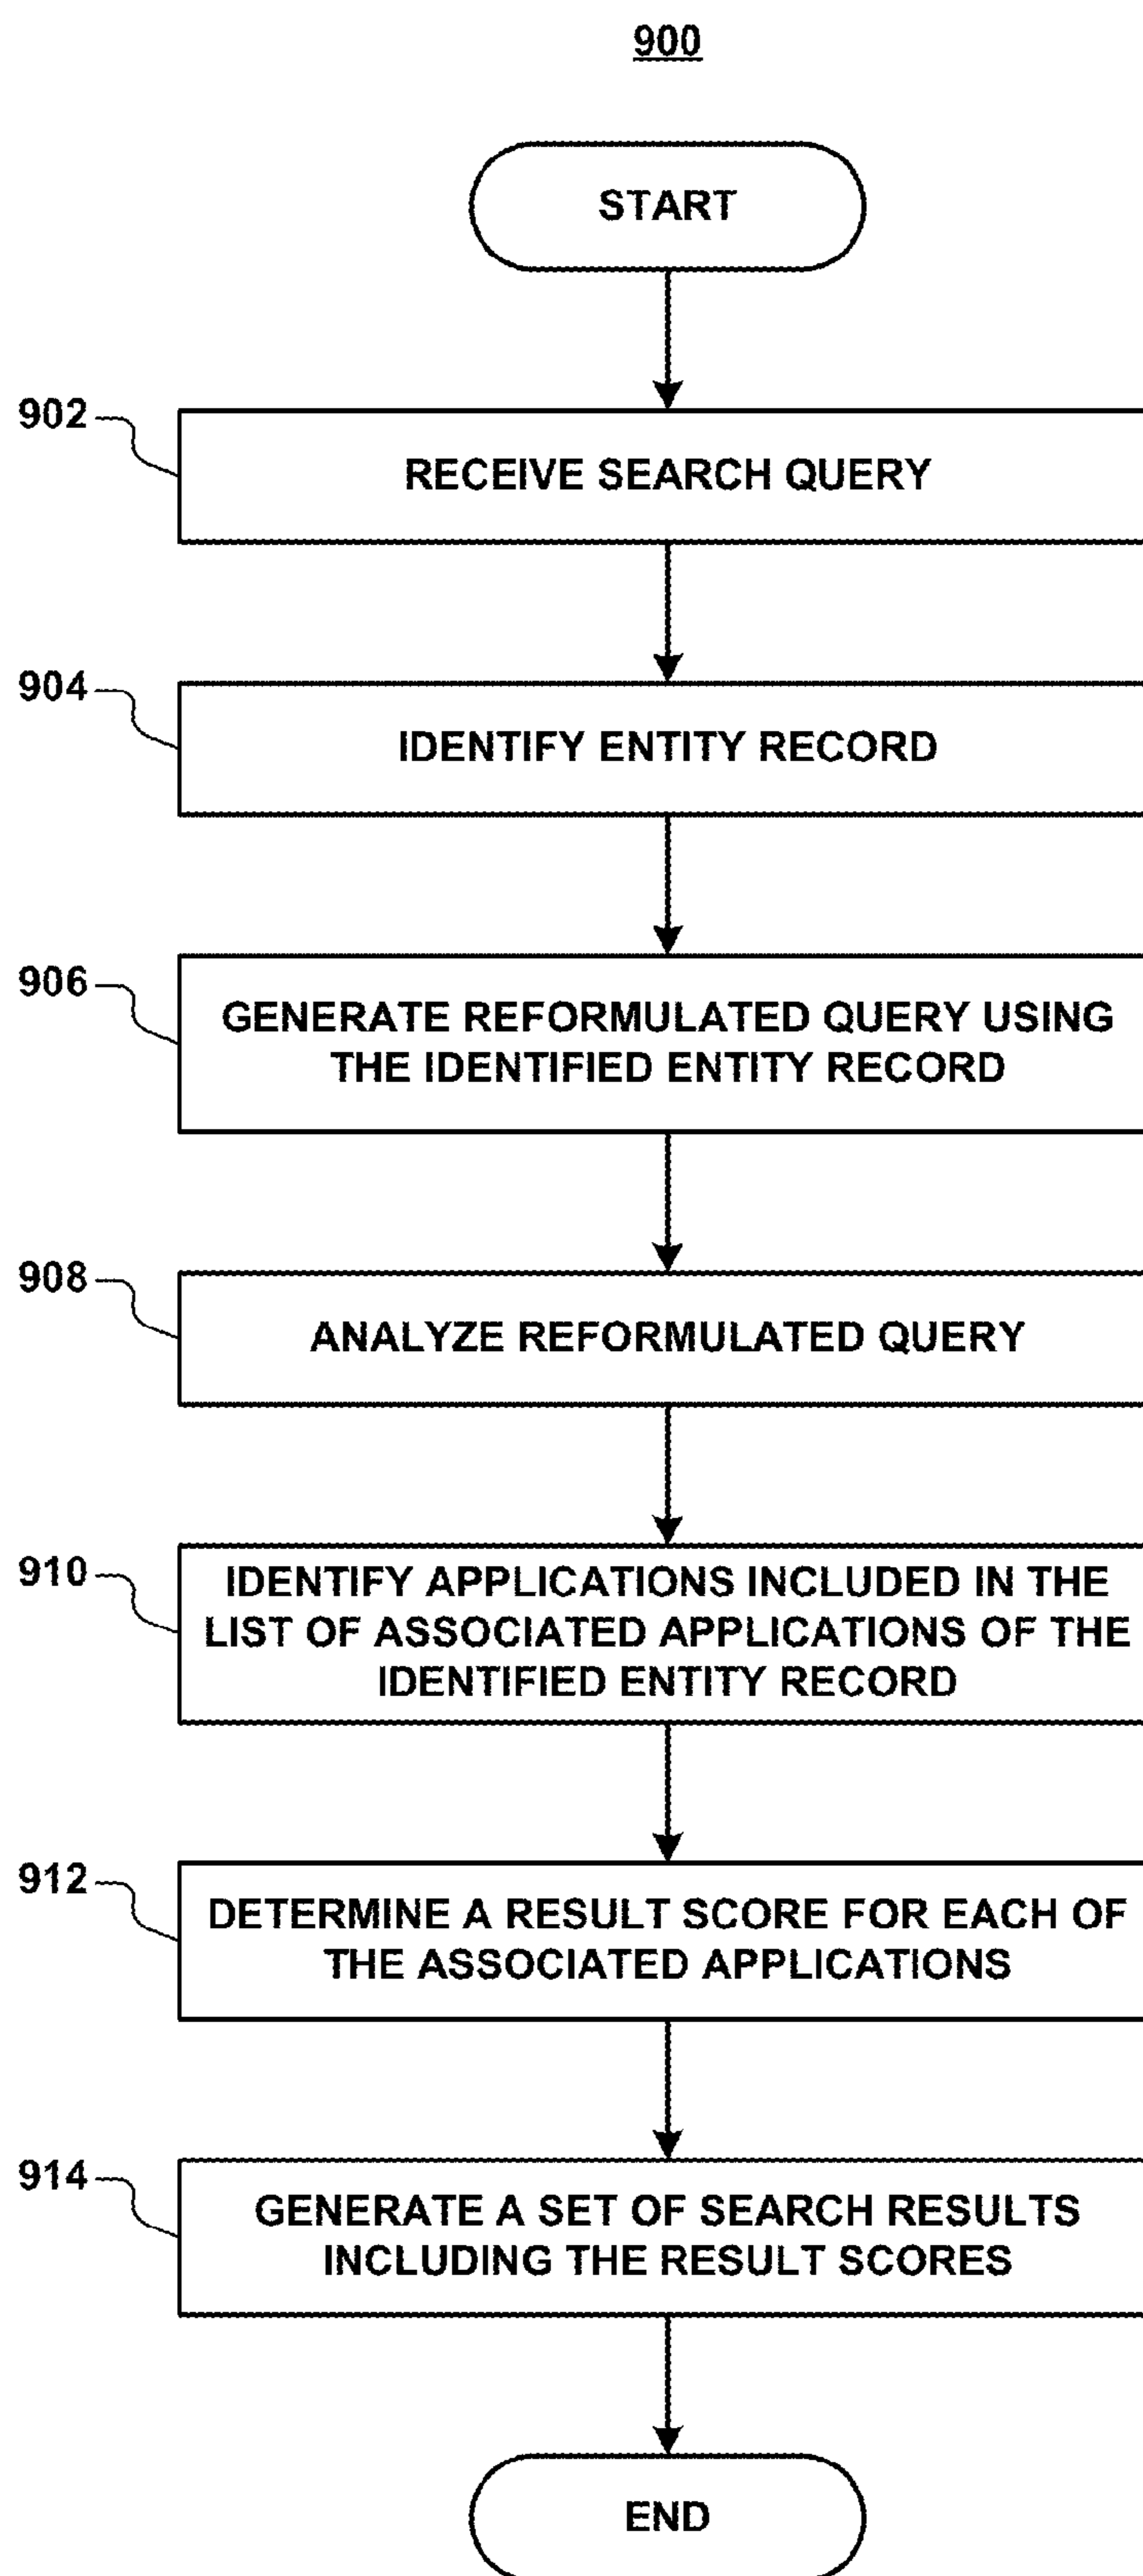 900
START
902
RECEIVE SEARCH QUERY
904
IDENTIFY ENTITY RECORD
906
GENERATE REFORMULATED QUERY USING
THE IDENTIFIED ENTITY RECORD
908
ANALYZE REFORMULATED QUERY
910
IDENTIFY APPLICATIONS INCLUDED IN THE
LIST OF ASSOCIATED APPLICATIONS OF THE
IDENTIFIED ENTITY RECORD
912
DETERMINE A RESULT SCORE FOR EACH OF
THE ASSOCIATED APPLICATIONS
914
GENERATE A SET OF SEARCH RESULTS
INCLUDING THE RESULT SCORES
END